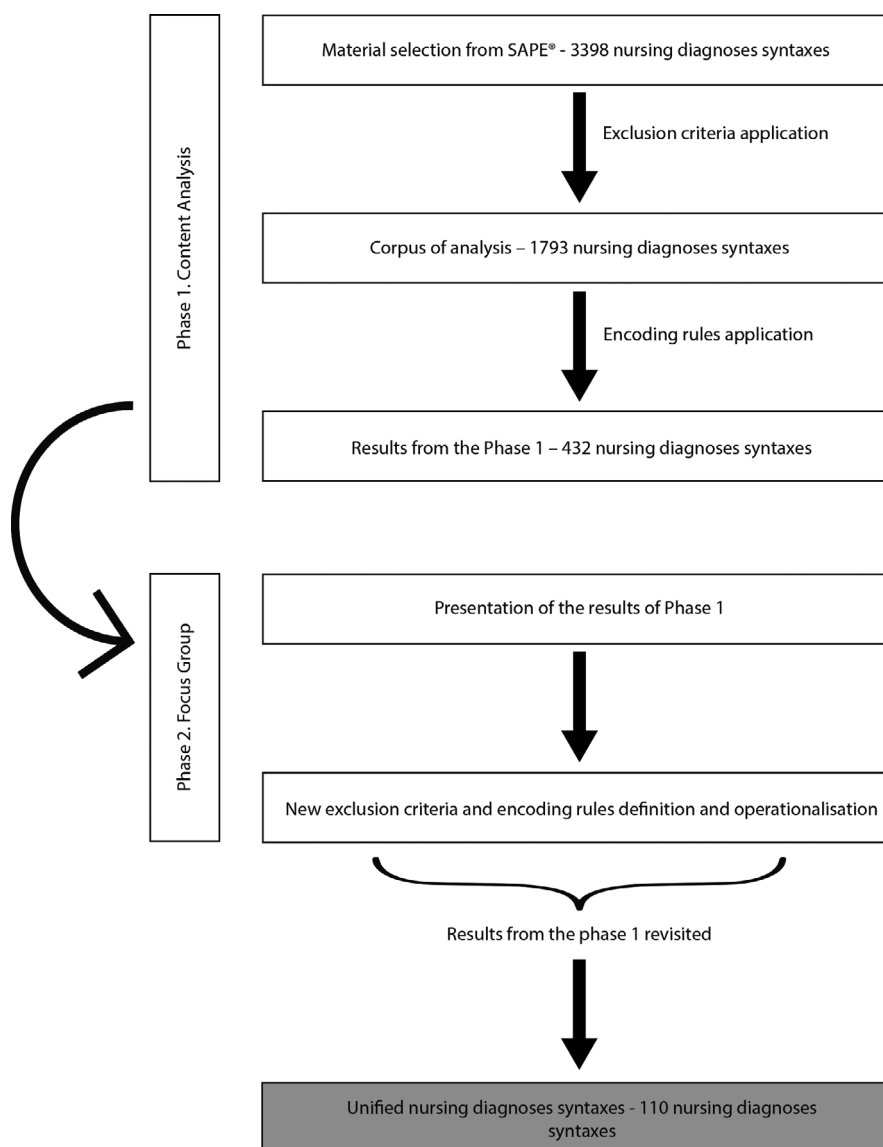 Phase 1. Content Analysis
Material selection from SAPE® - 3398 nursing diagnoses syntaxes
Exclusion criteria application
Corpus of analysis – 1793 nursing diagnoses syntaxes
Encoding rules application
Results from the Phase 1 – 432 nursing diagnoses syntaxes
Phase 2. Focus Group
Presentation of the results of Phase 1
New exclusion criteria and encoding rules definition and operationalisation
Results from the phase 1 revisited
Unified nursing diagnoses syntaxes - 110 nursing diagnoses
syntaxes